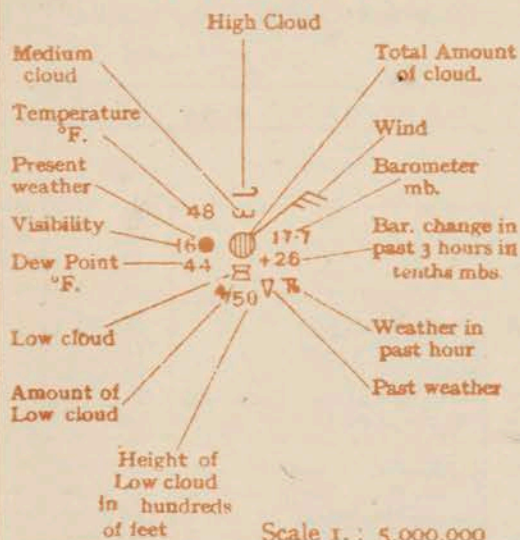 High Cloud
Medium
cloud
Total Amount
of cloud.
Temperature
°F.
Wind
Present
weather
Barometer
mb.
48
Visibility
16
17·7
Bar. change in
past 3 hours in
tenths mbs.
Dew Point
°F.
44
+26
50
Low cloud
Weather in
past hour
Amount of
Low cloud
Past weather
Height of
Low cloud
in hundreds
of feet
Scale 1. : 5,000,000